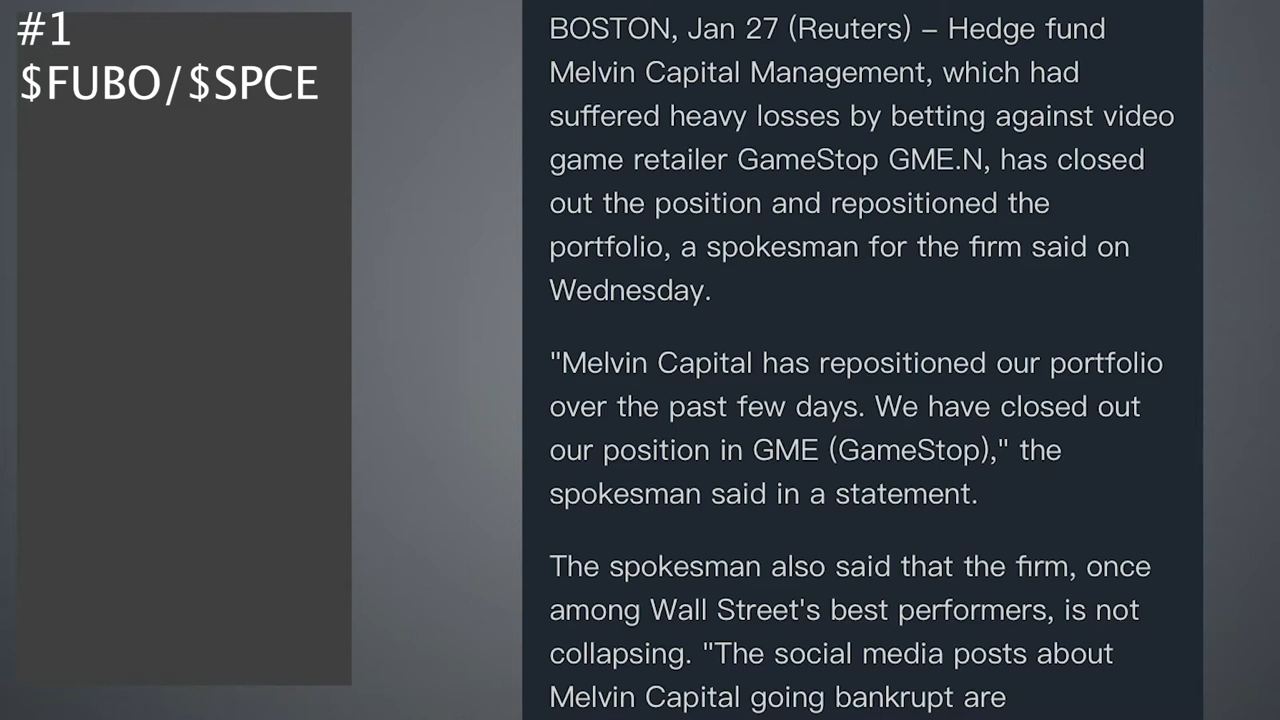 #1
$FUBO/$SPCE
BOSTON, Jan 27 (Reuters) – Hedge fund
Melvin Capital Management, which had
suffered heavy losses by betting against video
game retailer GameStop GME.N, has closed
out the position and repositioned the
portfolio, a spokesman for the firm said on
Wednesday.
"Melvin Capital has repositioned our portfolio
over the past few days. We have closed out
our position in GME (GameStop)," the
spokesman said in a statement.
The spokesman also said that the firm, once
among Wall Street's best performers, is not
collapsing. "The social media posts about
Melvin Capital going bankrupt are